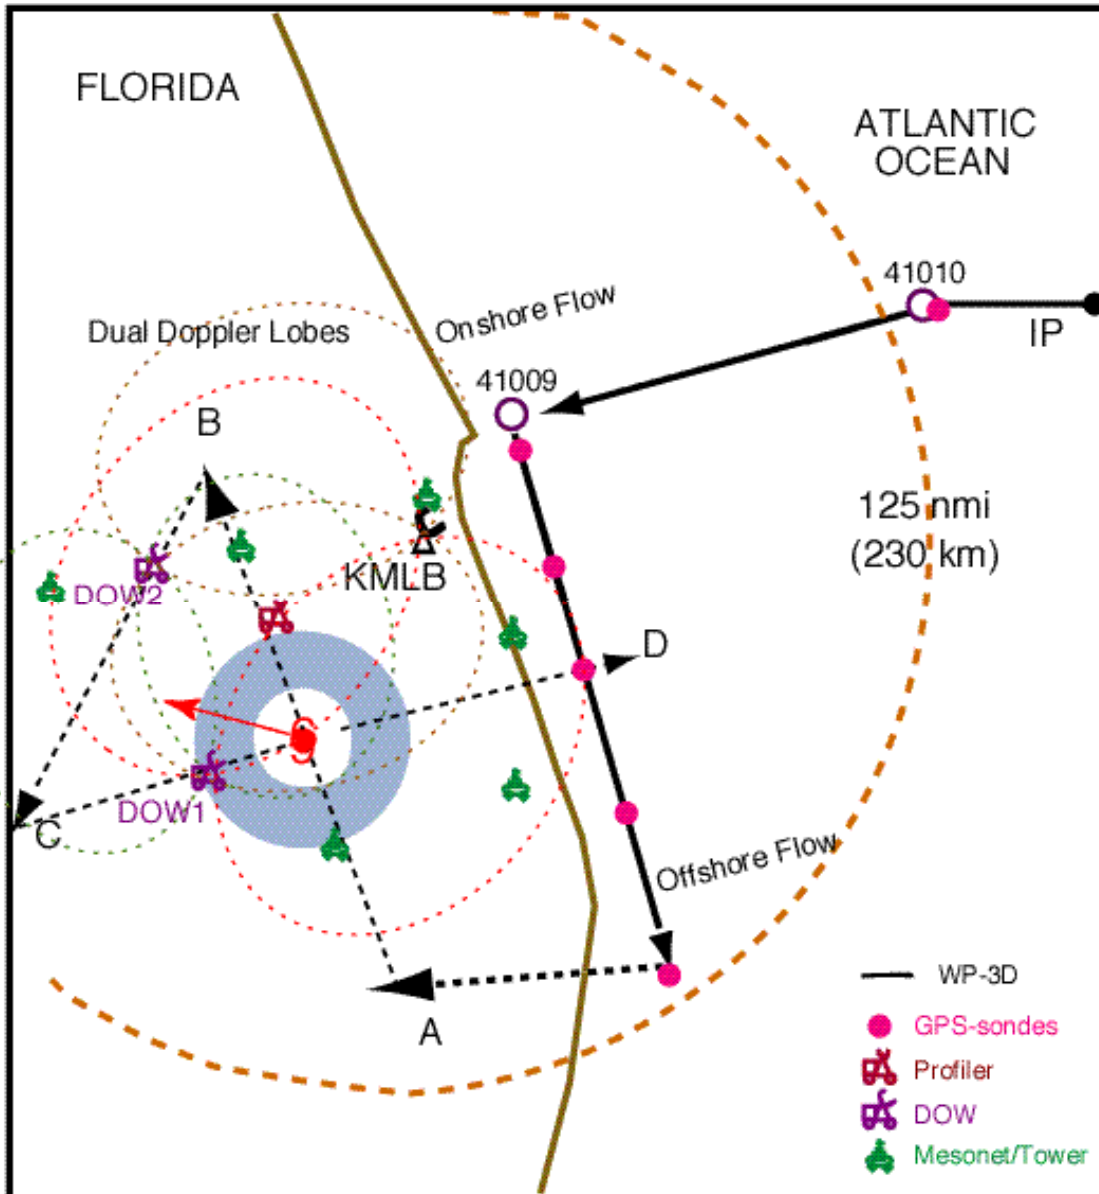 FLORIDA
ATLANTIC
OCEAN
41010
IP
Onshore Flow
Dual Doppler Lobes
41009
B
125 nmi
(230 km)
KMLB
DOW2
D
DOW1
C
Offshore Flow
A
WP-3D
GPS-sondes
Profiler
DOW
Mesonet/Tower